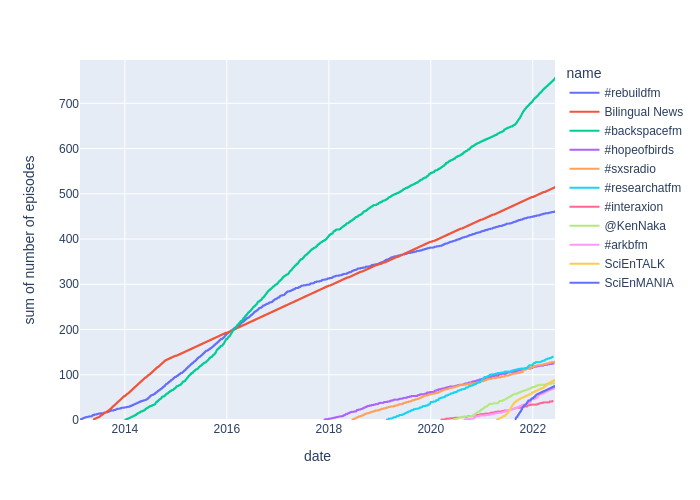 sum of number of episodes
700
600
500
400
300
200
100
0
2014
2016
2018
2020
2022
date
name
#rebuildfm
Bilingual News
#backspacefm
#hopeofbirds
#sxsradio
#researchatfm
#interaxion
@KenNaka
#arkbfm
SciEnTALK
SciEnMANIA